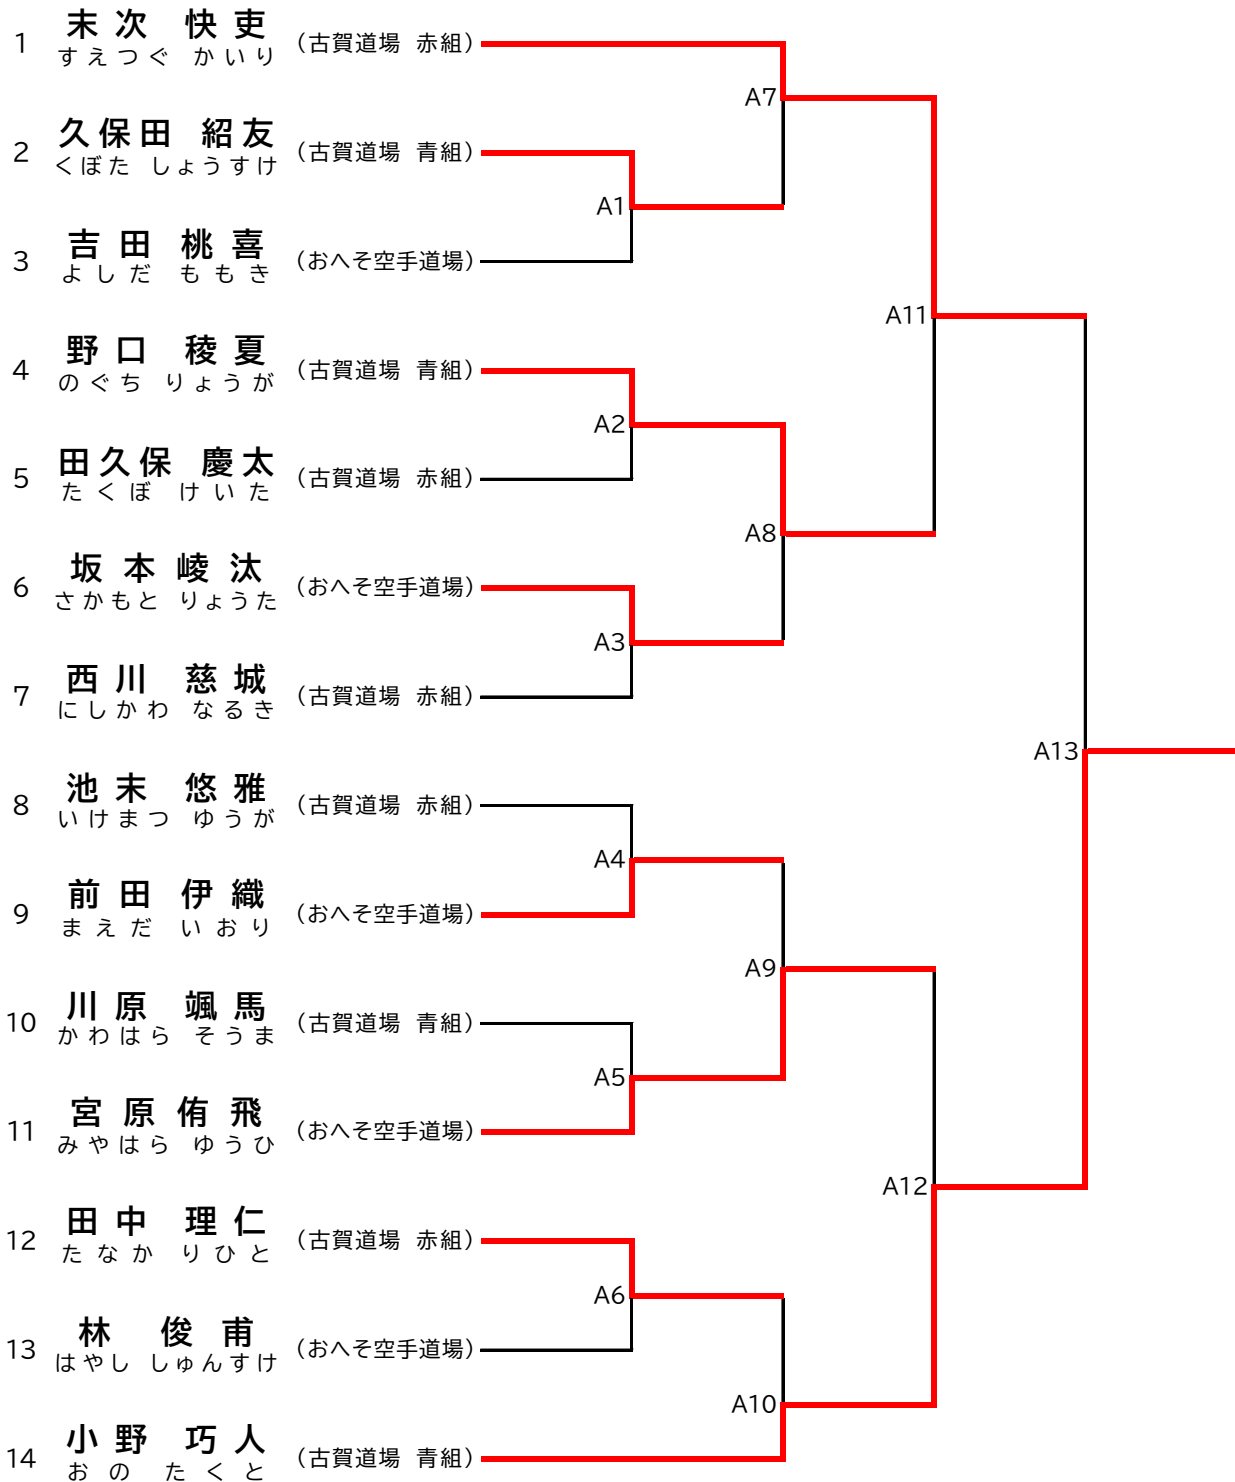 1 末次 快吏 (古賀道場 赤組)
すえつぐ かいり
A7
2 久保田 紹友 (古賀道場 青組)
くぼた しょうすけ
A1
3 吉田 桃喜 (おへそ空手道場)
よしだ ももき
A11
4 野口 稜夏 (古賀道場 青組)
のぐち りょうが
A2
5 田久保 慶太 (古賀道場 赤組)
たくぼ けいた
A8
6 坂本 崚汰 (おへそ空手道場)
さかもと りょうた
A3
7 西川 慈城 (古賀道場 赤組)
にしかわ なるき
A13
8 池末 悠雅 (古賀道場 赤組)
いけまつ ゆうが
A4
9 前田 伊織 (おへそ空手道場)
まえだ いおり
A9
10 川原 颯馬 (古賀道場 青組)
かわはら そうま
A5
11 宮原 侑飛 (おへそ空手道場)
みやはら ゆうひ
A12
12 田中 理仁 (古賀道場 赤組)
たなか りひと
A6
13 林 俊甫 (おへそ空手道場)
はやし しゅんすけ
A10
14 小野 巧人 (古賀道場 青組)
おの たくと